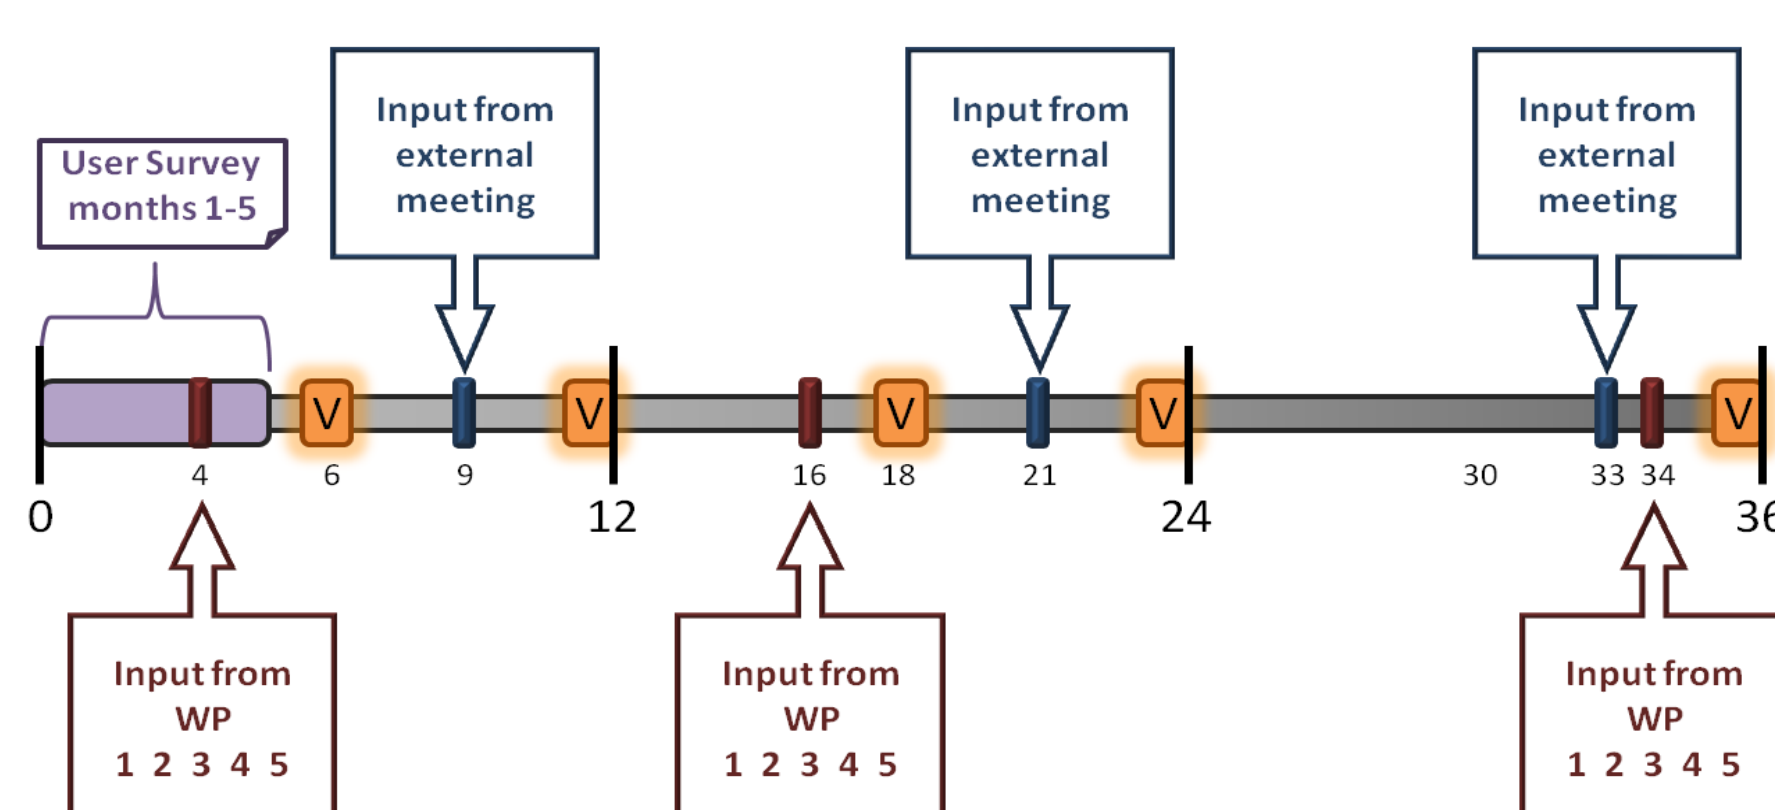 Input from
external
meeting
Input from
external
meeting
Input from
external
meeting
User Survey
months 1-5
V
V
V
V
V
4
6
9
16
18
21
30
33
34
0
12
24
36
Input from
WP
1 2 3 4 5
Input from
WP
1 2 3 4 5
Input from
WP
1 2 3 4 5